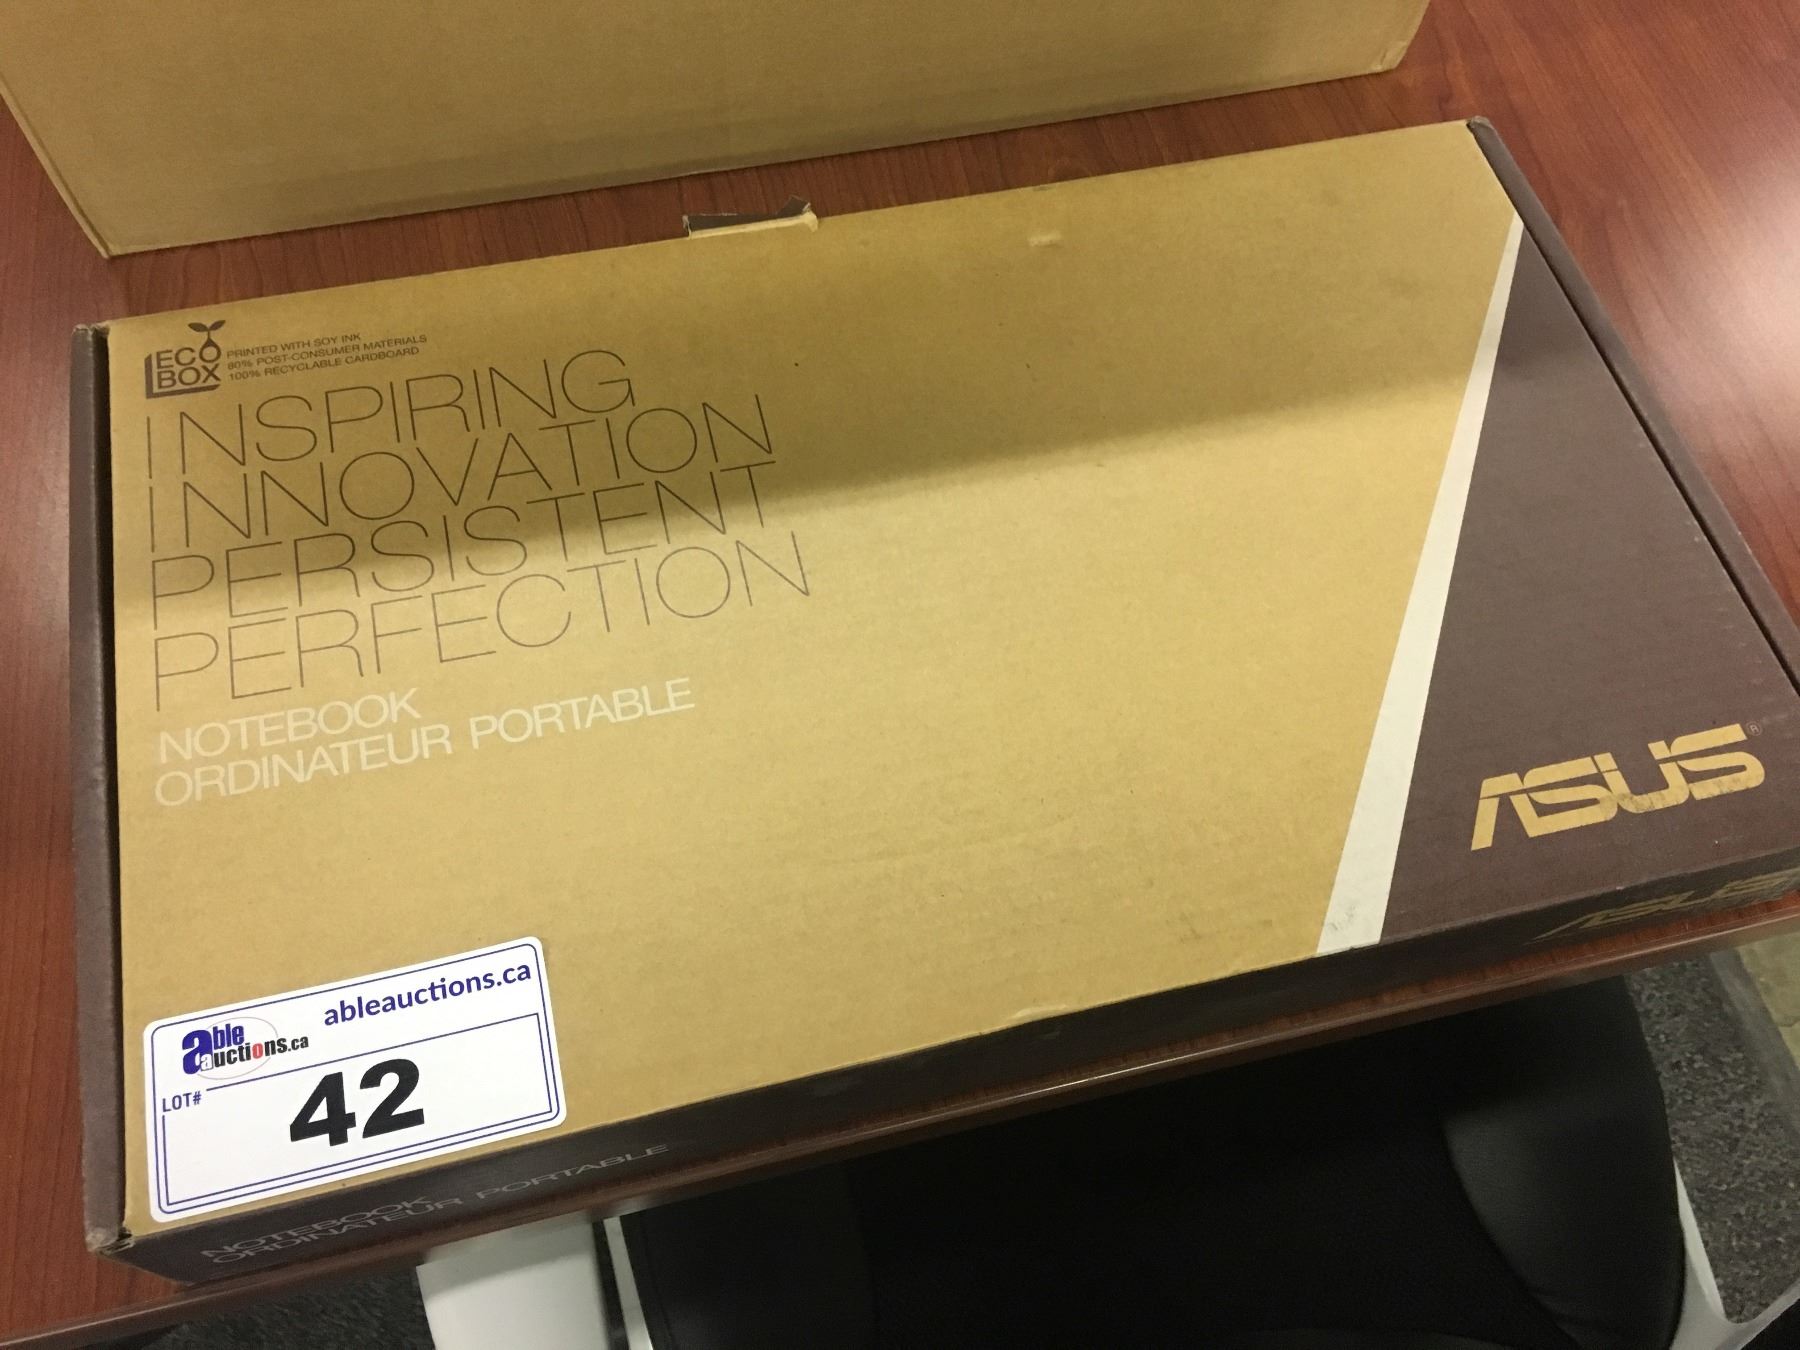 ECO
BOX
PRINTED WITH SOY INK
80% POST-CONSUMER MATERIALS
100% RECYCLABLE CARDBOARD
INSPIRING
INNOVATION
PERSISTENT
PERFECTION
NOTEBOOK
ORDINATEUR PORTABLE
ASUS®
ASUS
ableauctions.ca
able
auctions.ca
LOT#
42
NOTEBOOK
ORDINATEUR PORTABLE